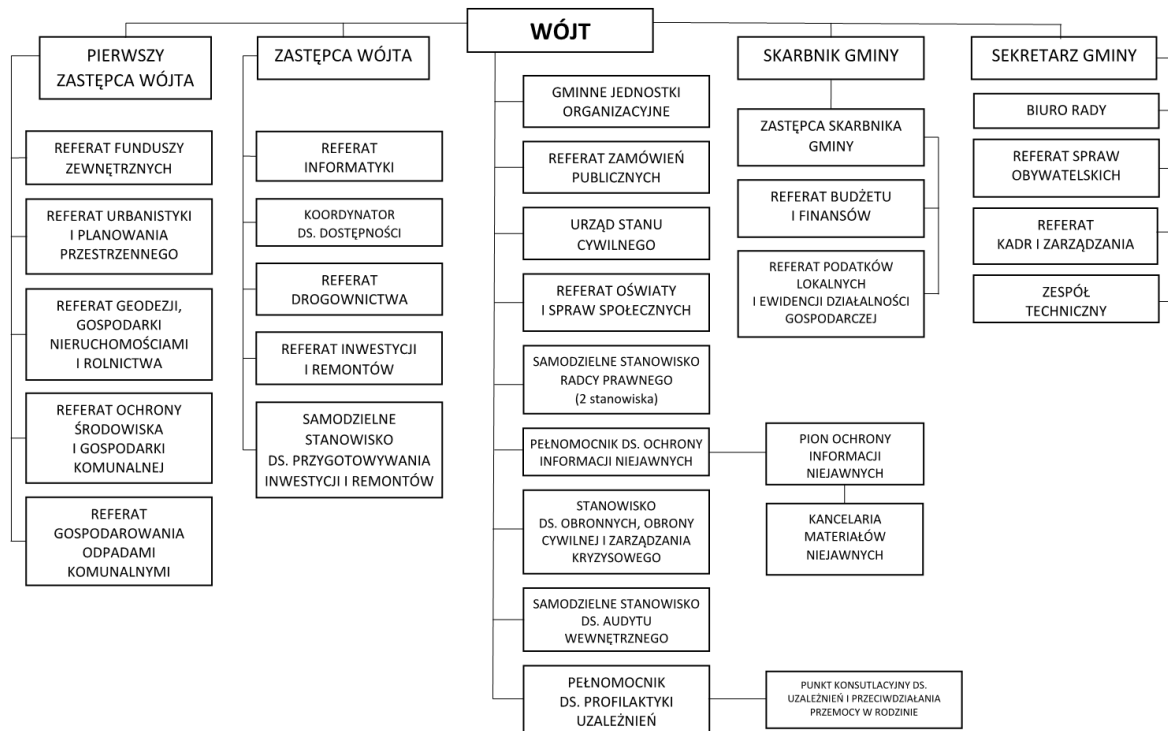 WÓJT
PIERWSZY
ZASTĘPCA WÓJTA
REFERAT FUNDUSZY
ZEWNĘTRZNYCH
REFERAT URBANISTYKI
I PLANOWANIA
PRZESTRZENNEGO
REFERAT GEODEZJI,
GOSPODARKI
NIERUCHOMOŚCIAMI
I ROLNICTWA
REFERAT OCHRONY
ŚRODOWISKA
I GOSPODARKI
KOMUNALNEJ
REFERAT
GOSPODAROWANIA
ODPADAMI
KOMUNALNYMI
ZASTĘPCA WÓJTA
REFERAT
INFORMATYKI
KOORDYNATOR
DS. DOSTĘPNOŚCI
REFERAT
DROGOWNICTWA
REFERAT INWESTYCJI
I REMONTÓW
SAMODZIELNE
STANOWISKO
DS. PRZYGOTOWYWANIA
INWESTYCJI I REMONTÓW
GMINNE JEDNOSTKI
ORGANIZACYJNE
REFERAT ZAMÓWIEŃ
PUBLICZNYCH
URZĄD STANU
CYWILNEGO
REFERAT OŚWIATY
I SPRAW SPOŁECZNYCH
SAMODZIELNE STANOWISKO
RADCY PRAWNEGO
(2 stanowiska)
PEŁNOMOCNIK DS. OCHRONY
INFORMACJI NIEJAWNYCH
STANOWISKO
DS. OBRONNYCH, OBRONY
CYWILNEJ I ZARZĄDZANIA
KRYZYSOWEGO
SAMODZIELNE STANOWISKO
DS. AUDYTU
WEWNĘTRZNEGO
PEŁNOMOCNIK
DS. PROFILAKTYKI
UZALEŻNIEŃ
PION OCHRONY
INFORMACJI
NIEJAWNYCH
KANCELARIA
MATERIAŁÓW
NIEJAWNYCH
PUNKT KONSUTLACYJNY DS.
UZALEŻNIEŃ I PRZECIWDZIAŁANIA
PRZEMOCY W RODZINIE
SKARBNIK GMINY
ZASTĘPCA SKARBNIKA
GMINY
REFERAT BUDŻETU
I FINANSÓW
REFERAT PODATKÓW
LOKALNYCH
I EWIDENCJI DZIAŁALNOŚCI
GOSPODARCZEJ
SEKRETARZ GMINY
BIURO RADY
REFERAT SPRAW
OBYWATELSKICH
REFERAT
KADR I ZARZĄDZANIA
ZESPÓŁ
TECHNICZNY